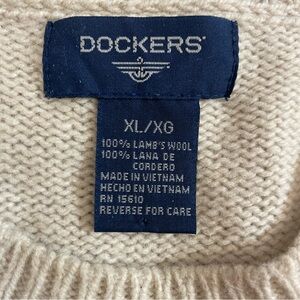 DOCKERS®
XL/XG
100% LAMB'S WOOL
100% LANA DE
CORDERO
MADE IN VIETNAM
HECHO EN VIETNAM
RN 15610
REVERSE FOR CARE